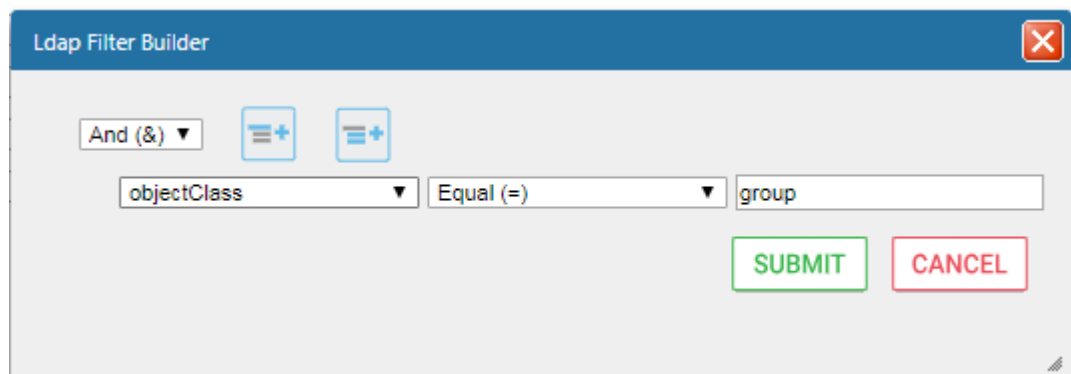 Ldap Filter Builder
And (&)
objectClass Equal (=) group
SUBMIT CANCEL